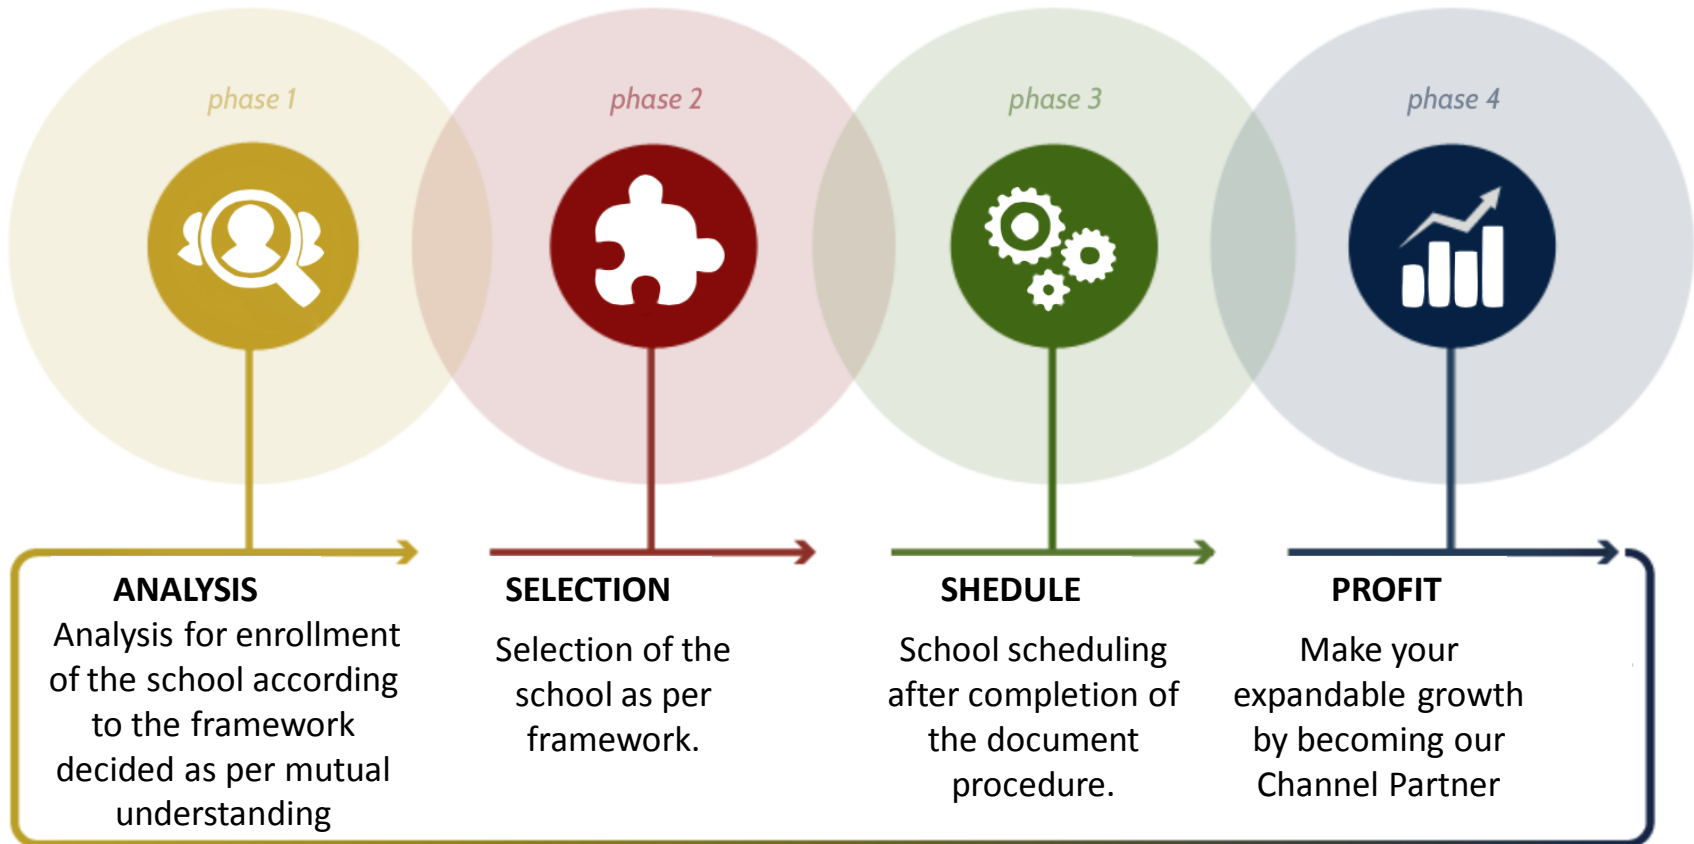 phase 1
phase 2
phase 3
phase 4
ANALYSIS
Analysis for enrollment
of the school according
to the framework
decided as per mutual
understanding
SELECTION
Selection of the
school as per
framework.
SHEDULE
School scheduling
after completion of
the document
procedure.
PROFIT
Make your
expandable growth
by becoming our
Channel Partner